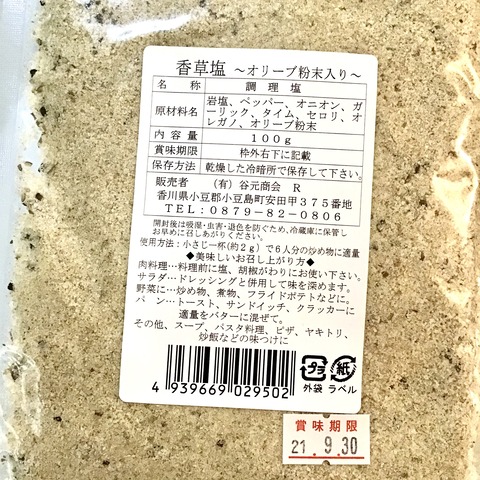 香草塩 ～オリーブ粉末入り～
名称 調理塩
原材料名 岩塩、ペッパー、オニオン、ガ
ーリック、タイム、セロリ、オ
レガノ、オリーブ粉末
内容量 100g
賞味期限 枠外右下に記載
保存方法 乾燥した冷暗所で保存して下さい。
販売者 (有)谷元商会 R
香川県小豆郡小豆島町安田甲375番地
TEL:0879-82-0806
開封後は吸湿・虫害・退色を防ぐため、冷蔵庫に保管し
お早めに召しあがりください。
使用方法:小さじ一杯(約2g)で6人分の炒め物に適量
◆美味しいお召し上がり方◆
肉料理…料理前に塩、胡椒がわりにお使い下さい。
サラダ…ドレッシングと併用して味を深めます。
野菜に…炒め物、煮物、フライドポテトなどに。
パン…トースト、サンドイッチ、クラッカーに
適量をバターに混ぜて。
その他、スープ、パスタ料理、ピザ、ヤキトリ、
炒飯などの味つけに
プラ 紙
外袋 ラベル
4 939669 029502
賞味期限
21. 9.30